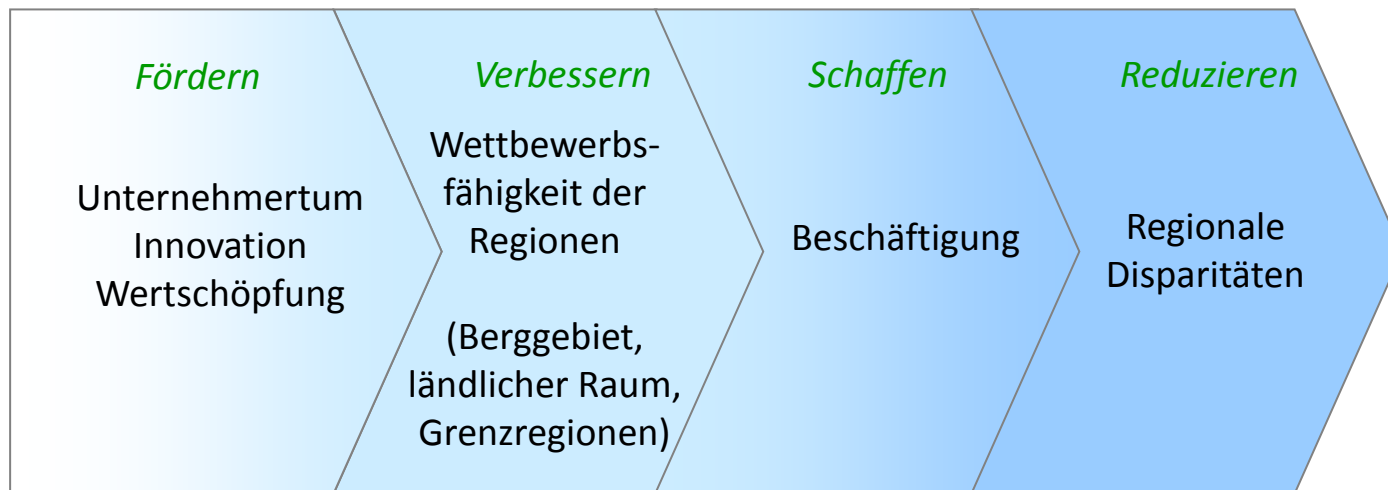 Fördern
Unternehmertum
Innovation
Wertschöpfung
Verbessern
Wettbewerbs-
fähigkeit der
Regionen
(Berggebiet,
ländlicher Raum,
Grenzregionen)
Schaffen
Beschäftigung
Reduzieren
Regionale
Disparitäten